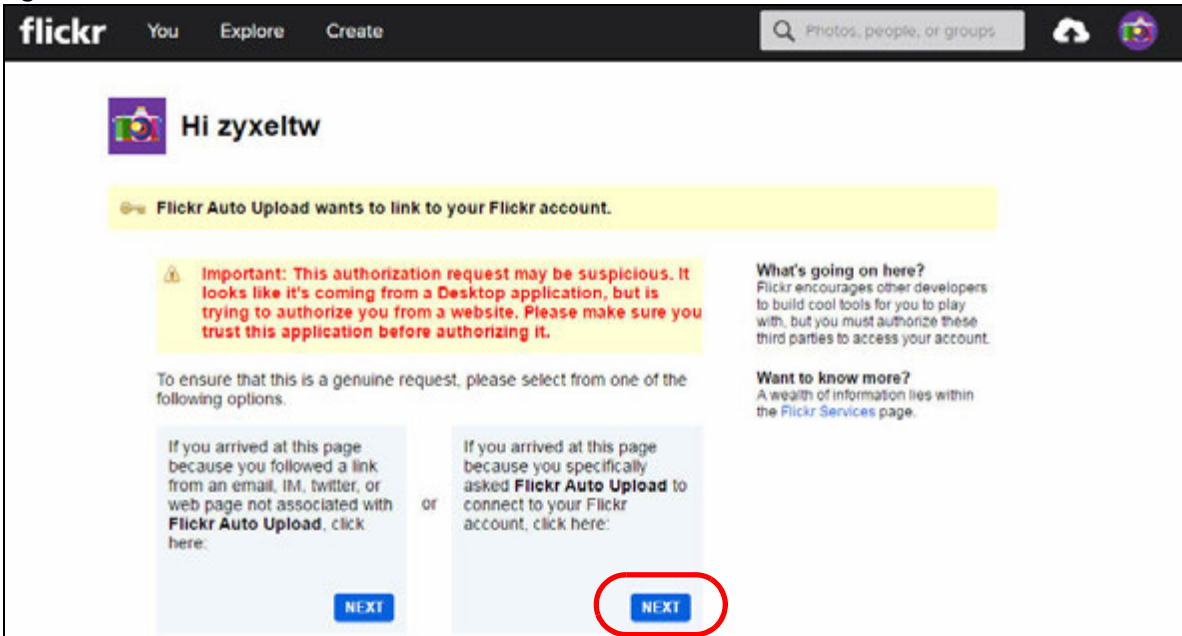 flickr You Explore Create Photos, people, or groups
Hi zyxeltw
Flickr Auto Upload wants to link to your Flickr account.
Important: This authorization request may be suspicious. It
looks like it's coming from a Desktop application, but is
trying to authorize you from a website. Please make sure you
trust this application before authorizing it.
To ensure that this is a genuine request, please select from one of the
following options.
If you arrived at this page
because you followed a link
from an email, IM, twitter, or
web page not associated with
Flickr Auto Upload, click
here:
NEXT
or
If you arrived at this page
because you specifically
asked Flickr Auto Upload to
connect to your Flickr
account, click here:
NEXT
What's going on here?
Flickr encourages other developers
to build cool tools for you to play
with, but you must authorize these
third parties to access your account.
Want to know more?
A wealth of information lies within
the Flickr Services page.